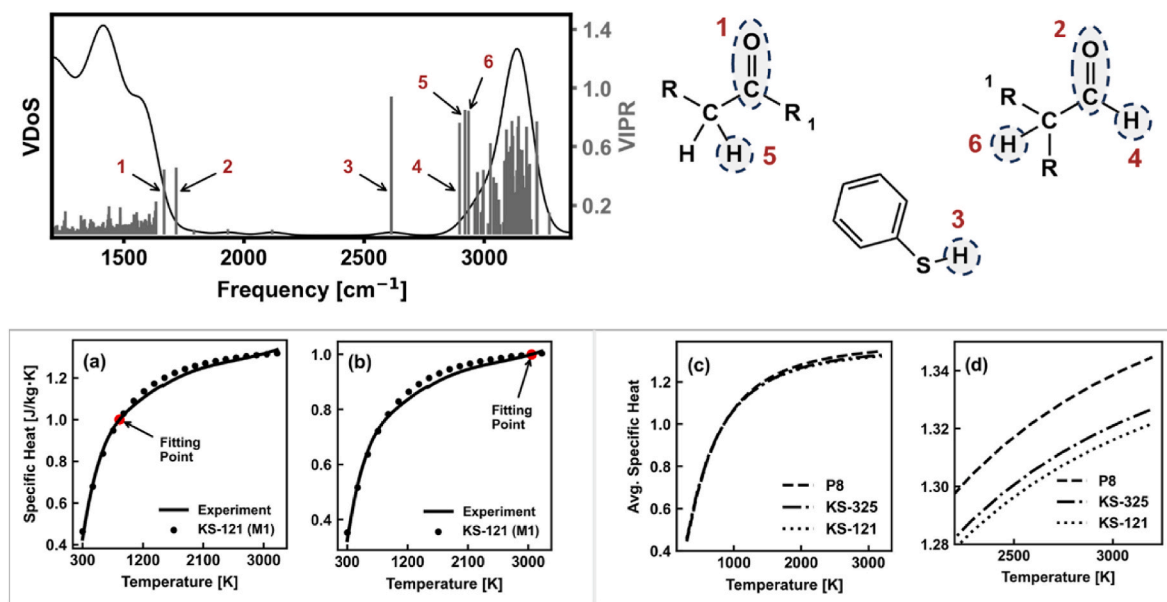 VDoS
1
2
3
4
5
6
1.4
1.0
0.6
0.2
VIPR
1500
2000
2500
3000
Frequency [cm⁻¹]
1
O
R
C
C
R 1
H
H
5
2
O
1
R
C
C
H
H
6
R
4
3
S
H
(a)
Specific Heat [J/kg·K]
1.2
1.0
0.8
0.6
0.4
Fitting
Point
Experiment
KS-121 (M1)
300
1200
2100
3000
Temperature [K]
(b)
1.0
0.8
0.6
0.4
Fitting
Point
Experiment
KS-121 (M1)
300
1200
2100
3000
Temperature [K]
(c)
Avg. Specific Heat
1.2
1.0
1.3
0.6
0.4
P8
KS-325
KS-121
1000
2000
3000
Temperature [K]
(d)
1.34
1.32
1.30
1.28
P8
KS-325
KS-121
2500
3000
Temperature [K]